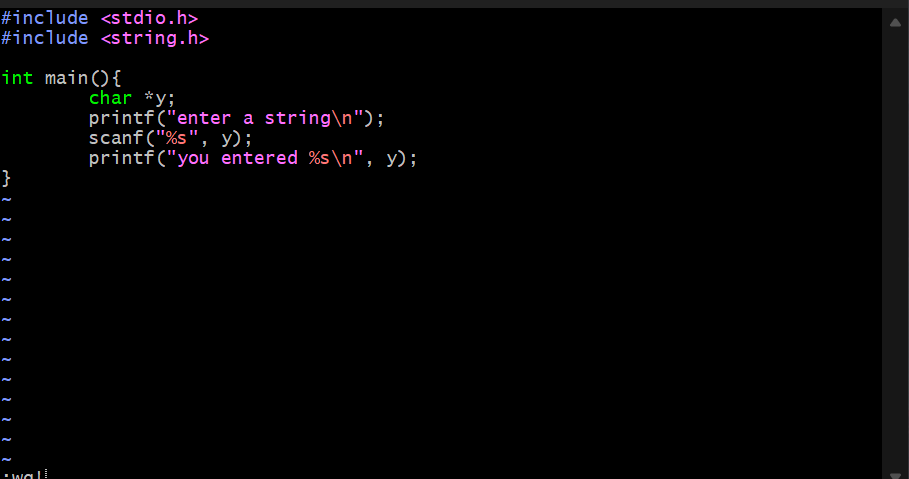 #include <stdio.h>
#include <string.h>
int main(){
        char *y;
        printf("enter a string\n");
        scanf("%s", y);
        printf("you entered %s\n", y);
}
~
~
~
~
~
~
~
~
~
~
~
~
~
~
:wq!